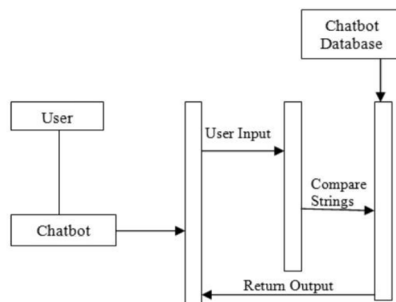 Chatbot
Database
User
User Input
Compare
Strings
Chatbot
Return Output